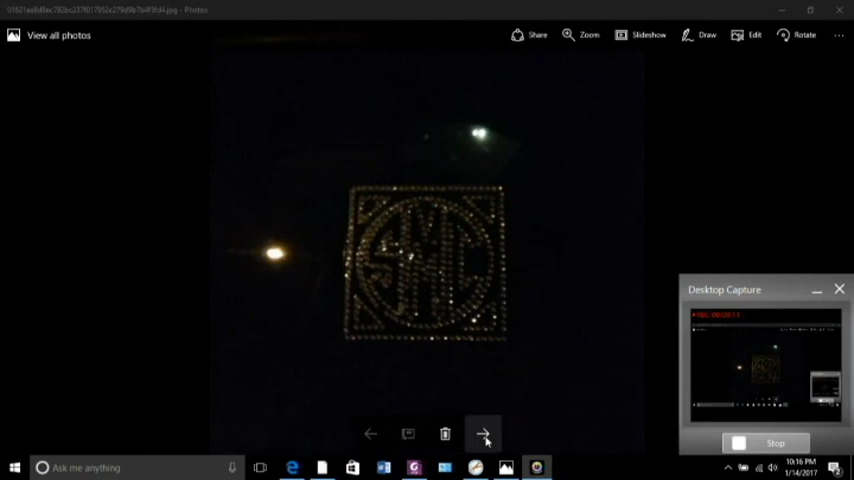 View all photos
Share
Zoom
Slideshow
Draw
Edit
Rotate
SMC
Desktop Capture
Stop
Ask me anything
10:16 PM
1/14/2017